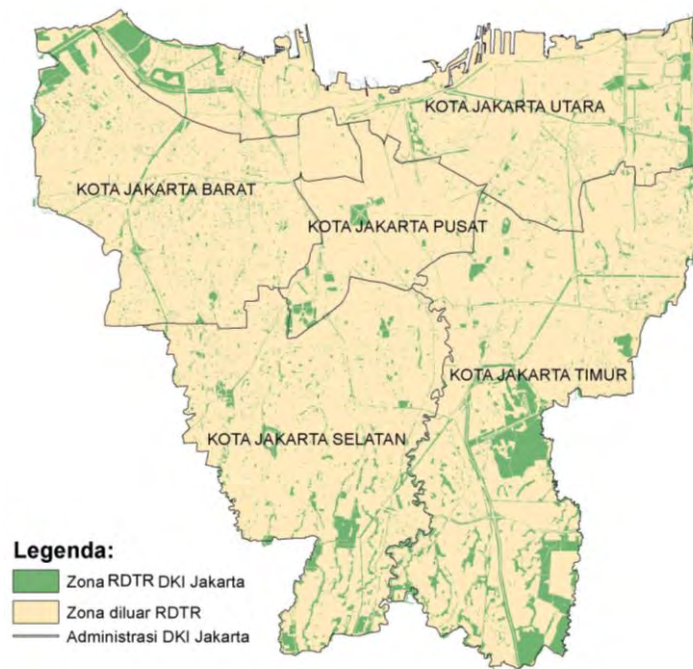 KOTA JAKARTA UTARA
KOTA JAKARTA BARAT
KOTA JAKARTA PUSAT
KOTA JAKARTA TIMUR
KOTA JAKARTA SELATAN
Legenda:
Zona RDTR DKI Jakarta
Zona diluar RDTR
Administrasi DKI Jakarta